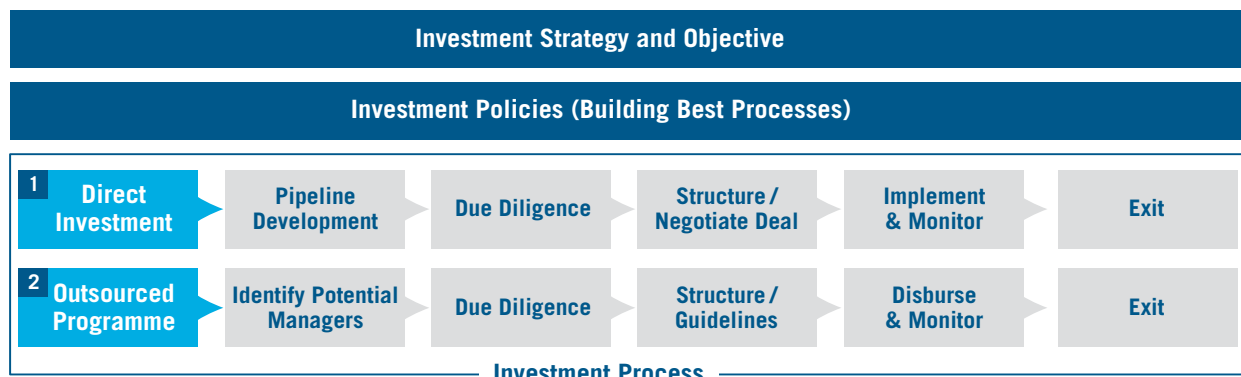 Investment Strategy and Objective
Investment Policies (Building Best Processes)
1
Direct
Investment
Pipeline
Development
Due Diligence
Structure /
Negotiate Deal
Implement
& Monitor
Exit
2
Outsourced
Programme
Identify Potential
Managers
Due Diligence
Structure /
Guidelines
Disburse
& Monitor
Exit
Investment Process